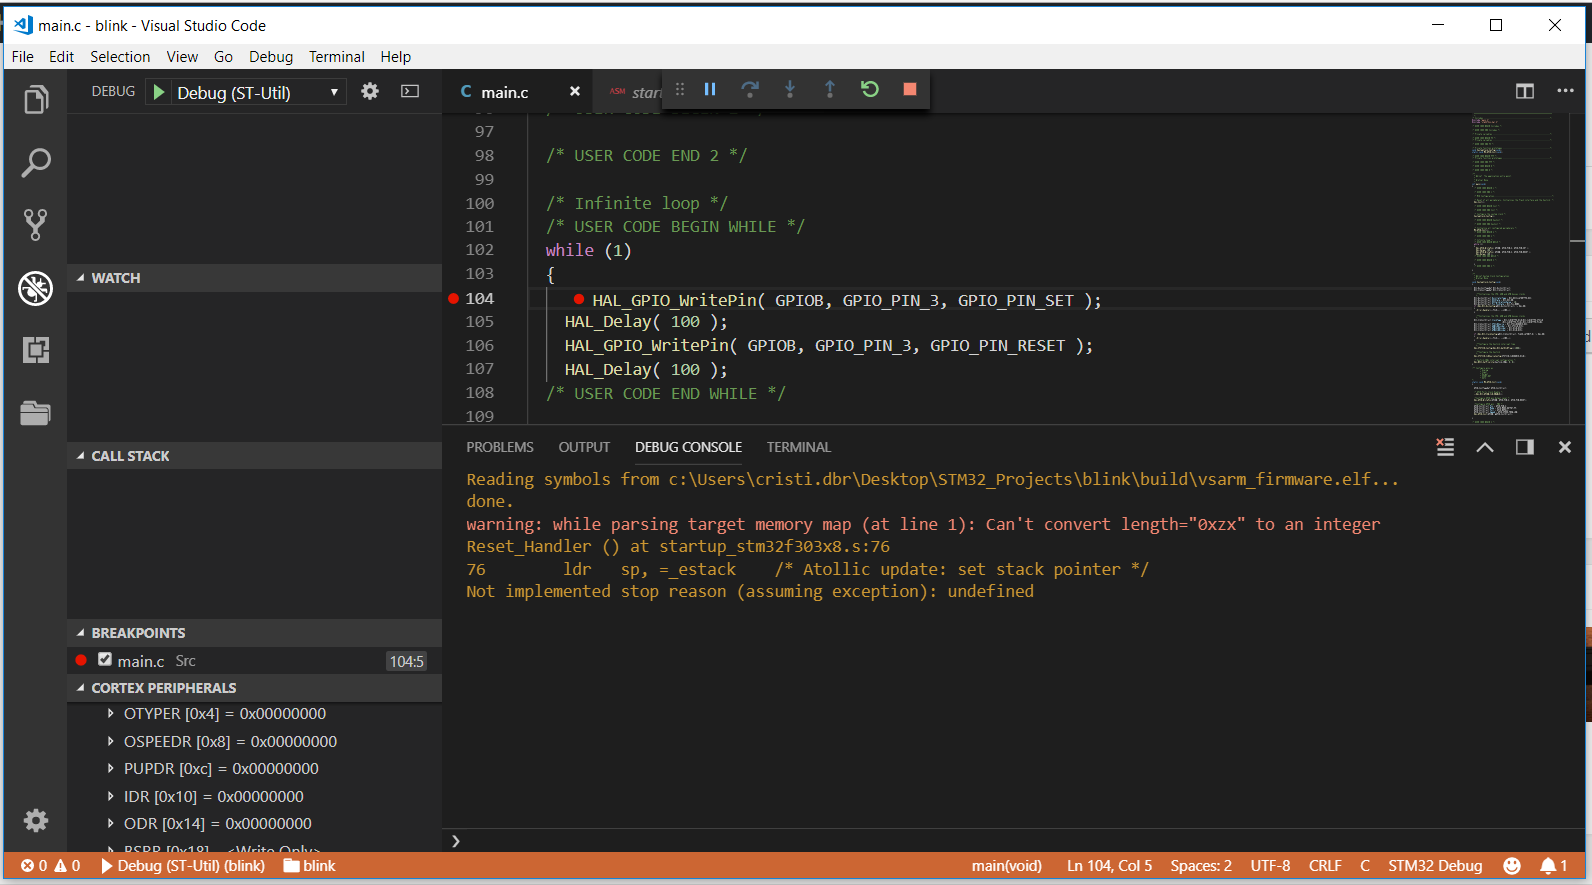 main.c - blink - Visual Studio Code
File Edit Selection View Go Debug Terminal Help
DEBUG Debug (ST-Util)
C main.c ASM start
97
98 /* USER CODE END 2 */
99
100 /* Infinite loop */
101 /* USER CODE BEGIN WHILE */
102 while (1)
103 {
104 HAL_GPIO_WritePin( GPIOB, GPIO_PIN_3, GPIO_PIN_SET );
105 HAL_Delay( 100 );
106 HAL_GPIO_WritePin( GPIOB, GPIO_PIN_3, GPIO_PIN_RESET );
107 HAL_Delay( 100 );
108 /* USER CODE END WHILE */
109
WATCH
CALL STACK
BREAKPOINTS
main.c Src 104:5
CORTEX PERIPHERALS
OTYPER [0x4] = 0x00000000
OSPEEDR [0x8] = 0x00000000
PUPDR [0xc] = 0x00000000
IDR [0x10] = 0x00000000
ODR [0x14] = 0x00000000
BSRR [0x18] <Write Only>
PROBLEMS OUTPUT DEBUG CONSOLE TERMINAL
Reading symbols from c:\Users\cristi.dbr\Desktop\STM32_Projects\blink\build\vsarm_firmware.elf...
done.
warning: while parsing target memory map (at line 1): Can't convert length="0xzx" to an integer
Reset_Handler () at startup_stm32f303x8.s:76
76 ldr sp, =_estack /* Atollic update: set stack pointer */
Not implemented stop reason (assuming exception): undefined
0 0 Debug (ST-Util) (blink) blink main(void) Ln 104, Col 5 Spaces: 2 UTF-8 CRLF C STM32 Debug 1